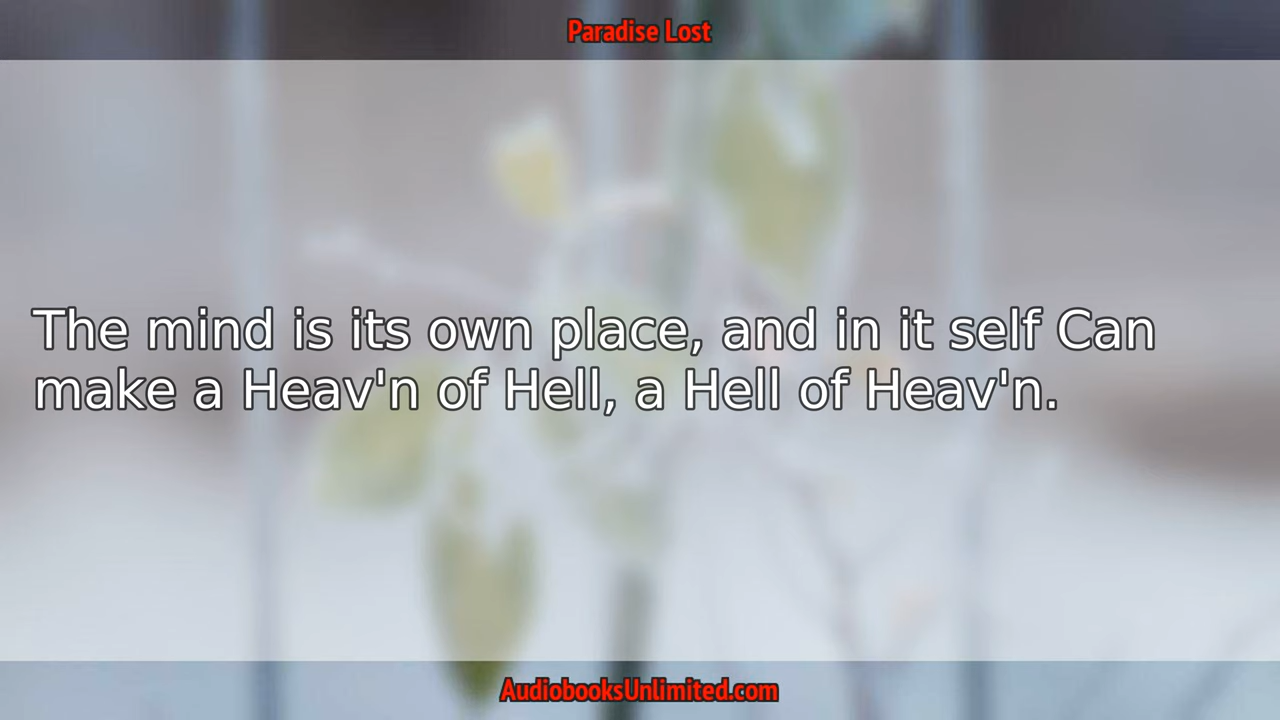 Paradise Lost
The mind is its own place, and in it self Can
make a Heav'n of Hell, a Hell of Heav'n.
AudiobooksUnlimited.com